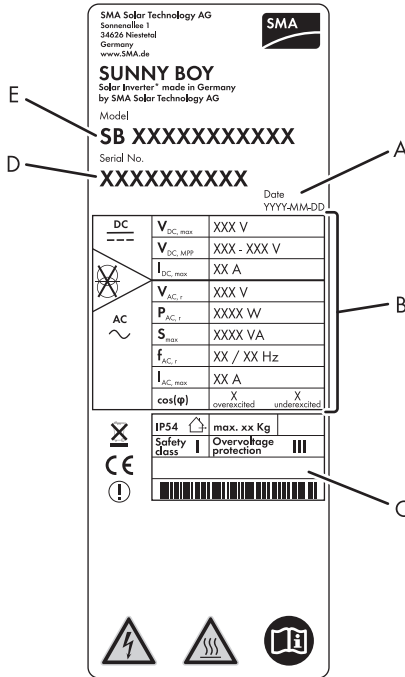 SMA Solar Technology AG
Sonnenallee 1
34626 Niestetal
Germany
www.SMA.de
SMA
SUNNY BOY
Solar Inverter* made in Germany
by SMA Solar Technology AG
Model
E
SB XXXXXXXXXXX
Serial No.
D
XXXXXXXXXX
A
Date
YYYY-MM-DD
DC
V DC, max XXX V
V DC, MPP XXX - XXX V
I DC, max XX A
B
AC
V AC, r XXX V
P AC, r XXXX W
S max XXXX VA
f AC, r XX / XX Hz
I AC, max XX A
cos(φ) X overexcited X underexcited
IP54 max. xx Kg
Safety class I Overvoltage protection III
CE
C